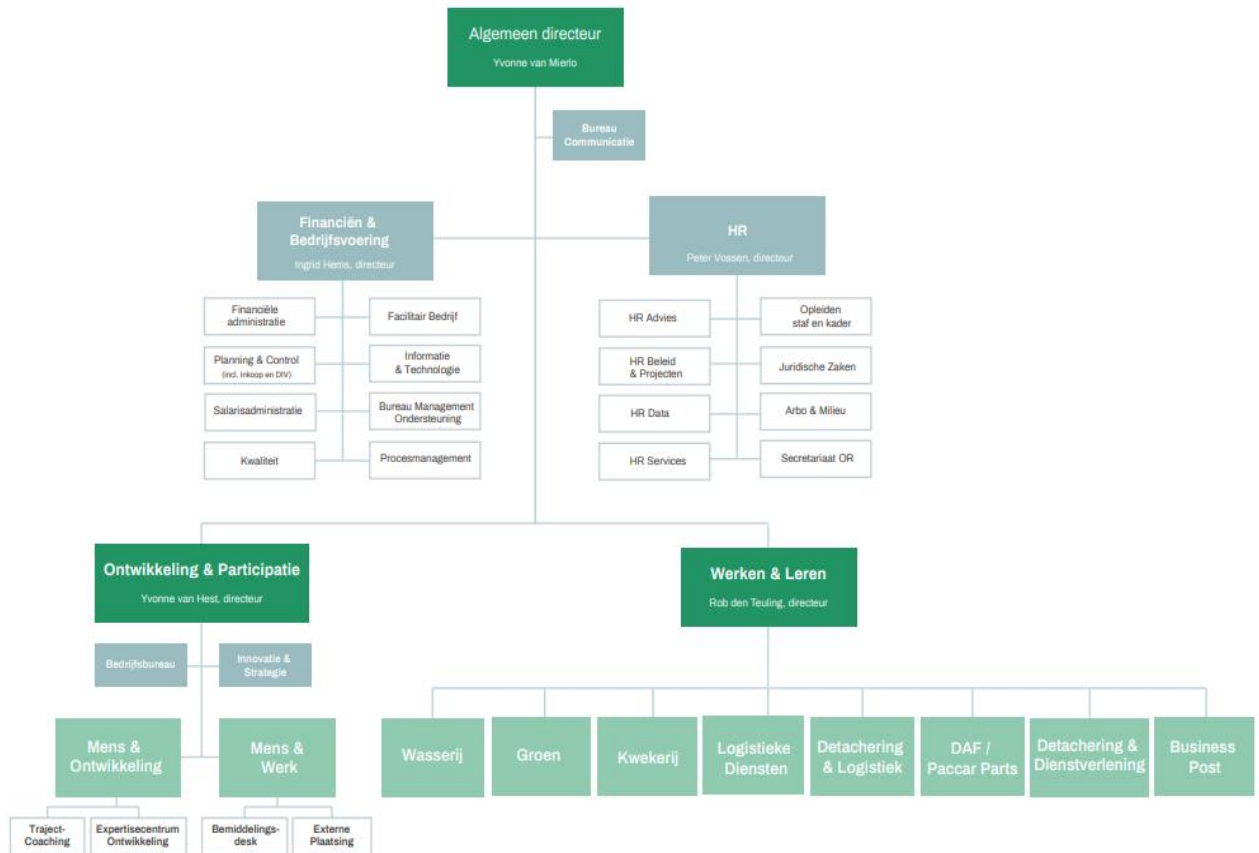 Algemeen directeur
Yvonne van Mierlo
Bureau
Communicatie
Financiën &
Bedrijfsvoering
Ingrid Hems, directeur
HR
Peter Vossen, directeur
Financiële
administratie
Facilitair Bedrijf
Planning & Control
(incl. Inkoop en DIV)
Informatie
& Technologie
Salarisadministratie
Bureau Management
Ondersteuning
Kwaliteit
Procesmanagement
HR Advies
Opleiden
staf en kader
HR Beleid
& Projecten
Juridische Zaken
HR Data
Arbo & Milieu
HR Services
Secretariaat OR
Ontwikkeling & Participatie
Yvonne van Hest, directeur
Bedrijfsbureau
Innovatie &
Strategie
Mens &
Ontwikkeling
Mens &
Werk
Traject-
Coaching
Expertisecentrum
Ontwikkeling
Bemiddelings-
desk
Externe
Plaatsing
Werken & Leren
Rob den Teuling, directeur
Wasserij
Groen
Kwekerij
Logistieke
Diensten
Detachering
& Logistiek
DAF /
Paccar Parts
Detachering &
Dienstverlening
Business
Post